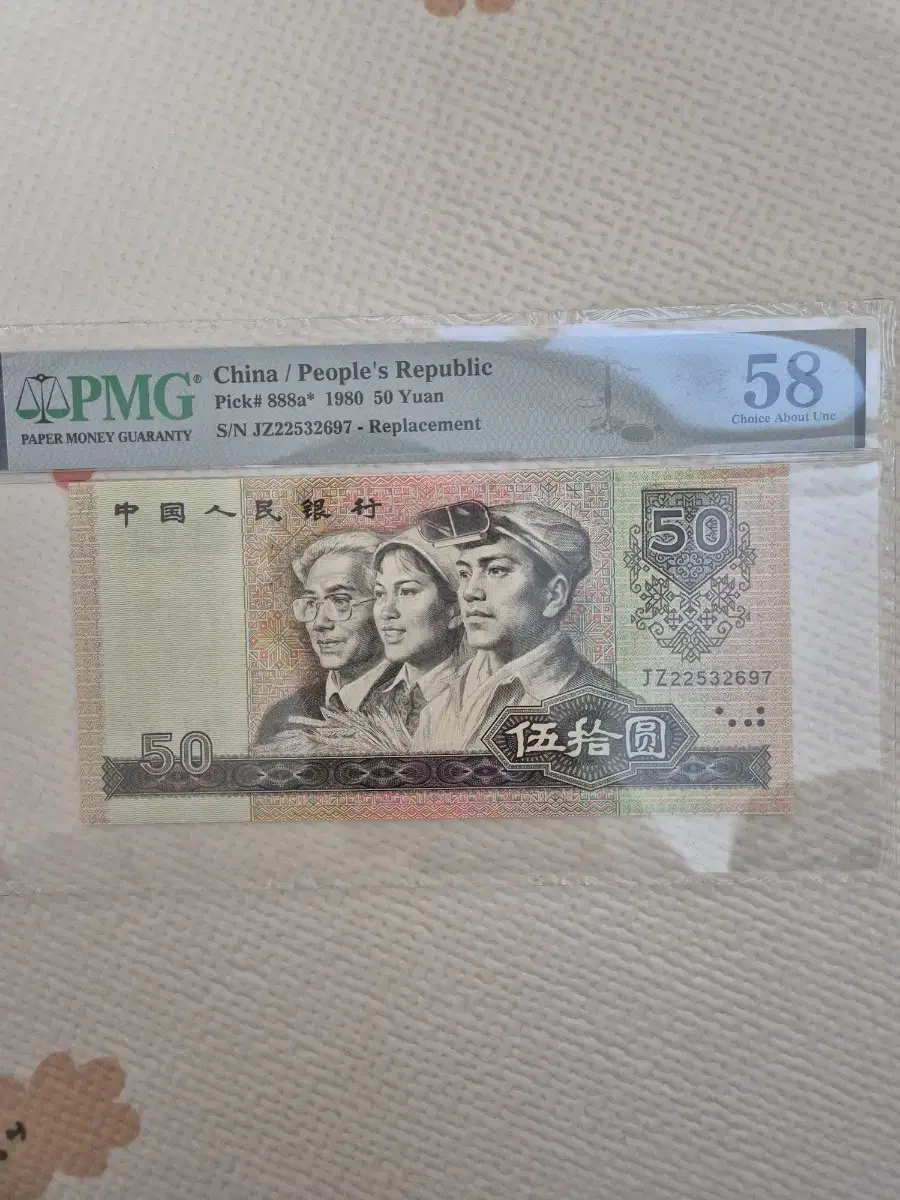 PMG®
PAPER MONEY GUARANTY
China / People's Republic
Pick# 888a* 1980 50 Yuan
S/N JZ22532697 - Replacement
58
Choice About Unc
中国人民银行
50
JZ22532697
50
伍拾圆